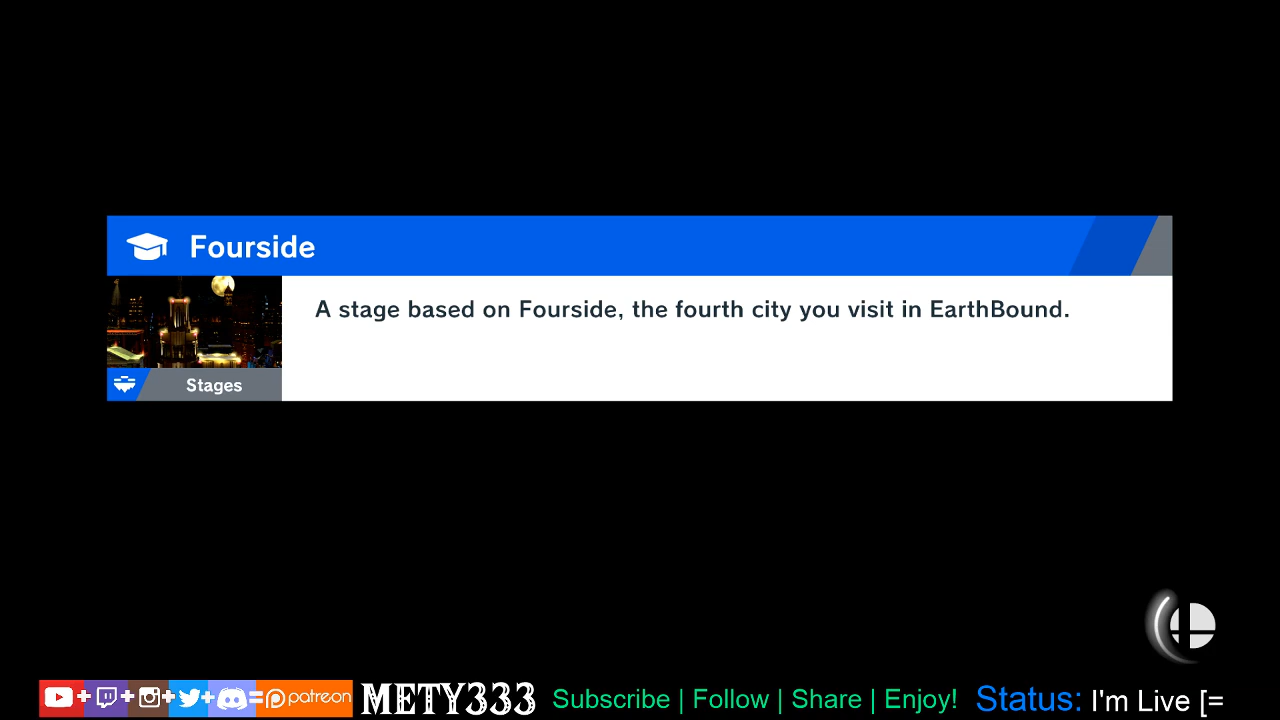 Fourside
A stage based on Fourside, the fourth city you visit in EarthBound.
Stages
patreon METY333 Subscribe | Follow | Share | Enjoy! Status: I'm Live [=